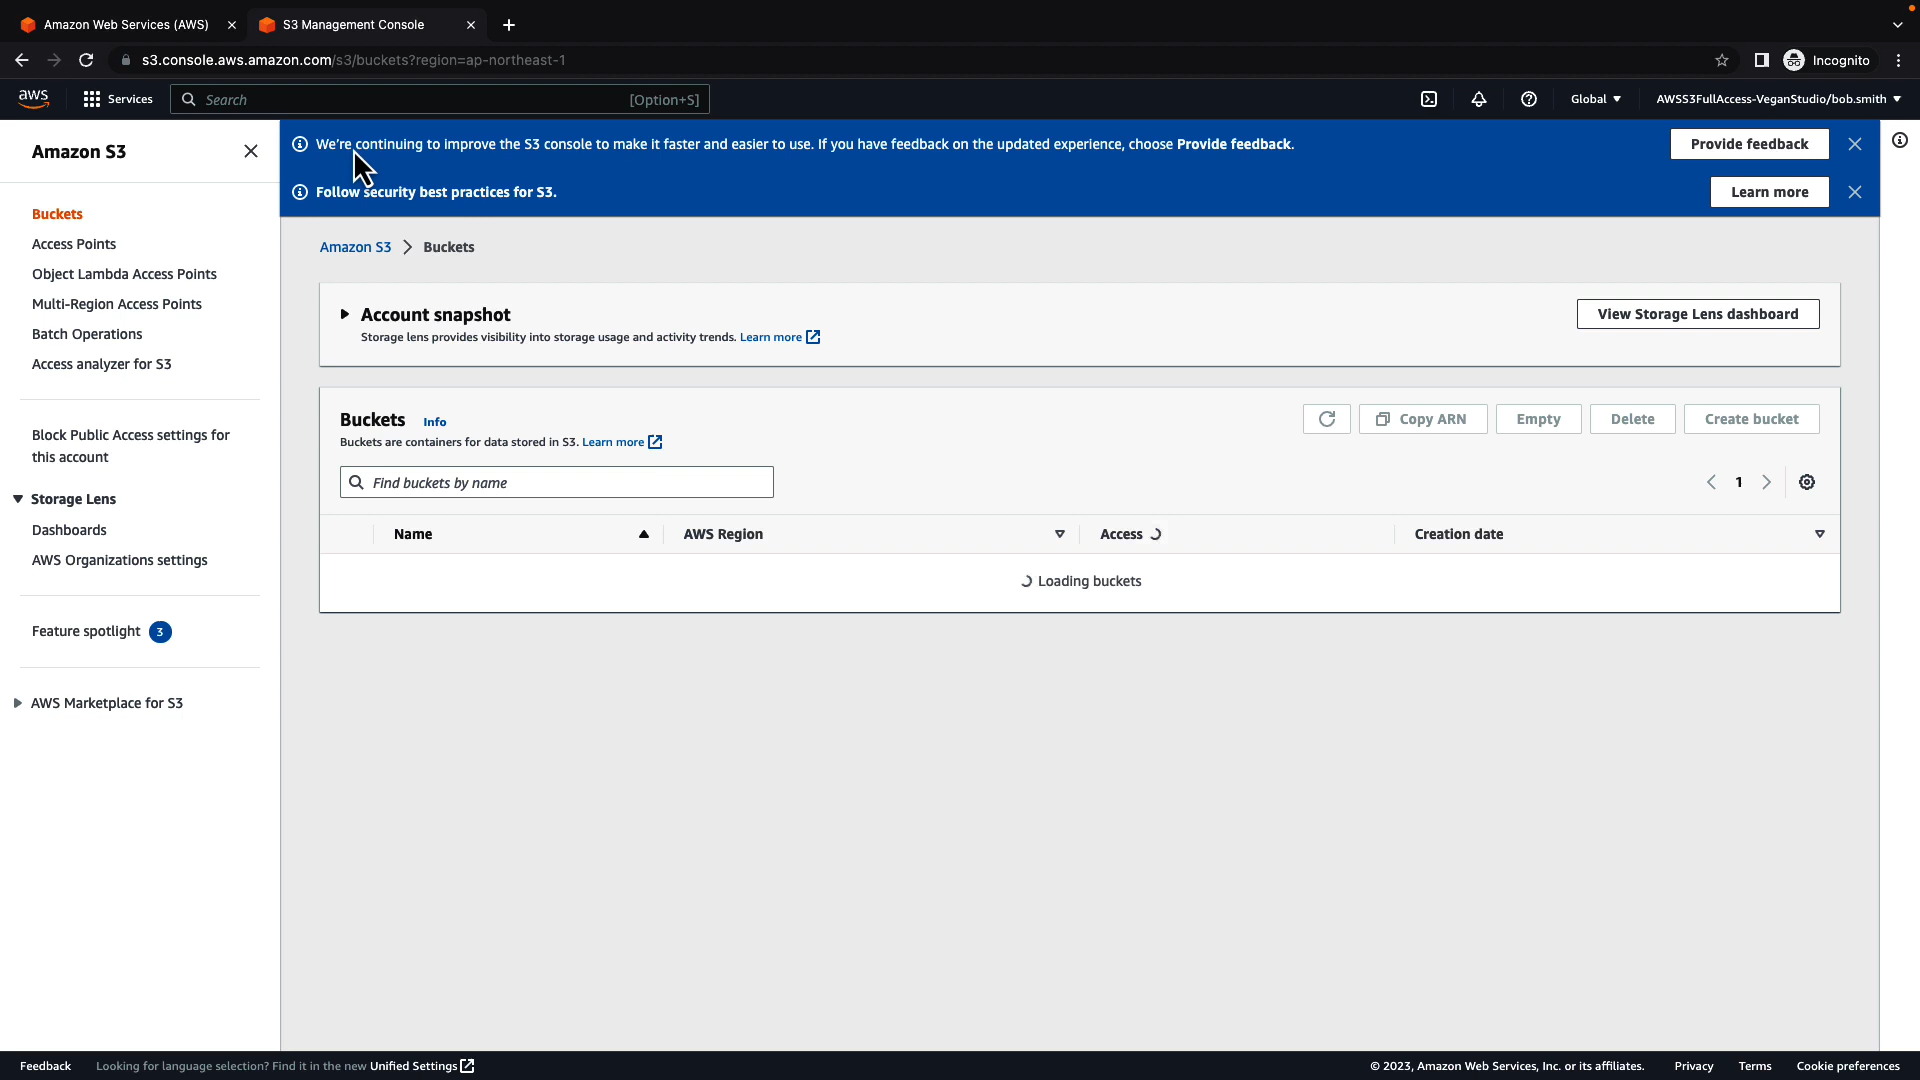 Amazon Web Services (AWS)
S3 Management Console
s3.console.aws.amazon.com/s3/buckets?region=ap-northeast-1
Incognito
aws
Services
Search
[Option+S]
Global
AWSS3FullAccess-VeganStudio/bob.smith
Amazon S3
We're continuing to improve the S3 console to make it faster and easier to use. If you have feedback on the updated experience, choose Provide feedback.
Provide feedback
Follow security best practices for S3.
Learn more
Buckets
Access Points
Object Lambda Access Points
Multi-Region Access Points
Batch Operations
Access analyzer for S3
Block Public Access settings for
this account
Storage Lens
Dashboards
AWS Organizations settings
Feature spotlight 3
AWS Marketplace for S3
Amazon S3 > Buckets
Account snapshot
Storage lens provides visibility into storage usage and activity trends. Learn more
View Storage Lens dashboard
Buckets Info
Buckets are containers for data stored in S3. Learn more
Copy ARN
Empty
Delete
Create bucket
Find buckets by name
1
Name
AWS Region
Access
Creation date
Loading buckets
Feedback
Looking for language selection? Find it in the new Unified Settings
© 2023, Amazon Web Services, Inc. or its affiliates.
Privacy
Terms
Cookie preferences